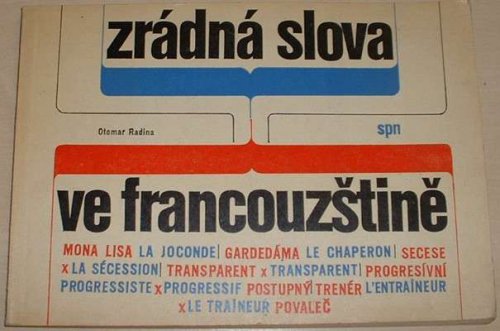 zrádná slova
Otomar Radina
spn
ve francouzštině
MONA LISA LA JOCONDE| GARDEDÁMA LE CHAPERON| SECESE
x LA SÉCESSION| TRANSPARENT x TRANSPARENT| PROGRESÍVNÍ
PROGRESSISTE x PROGRESSIF POSTUPNÝ| TRENÉR L'ENTRAÎNEUR
x LE TRAÎNEUR POVALEČ